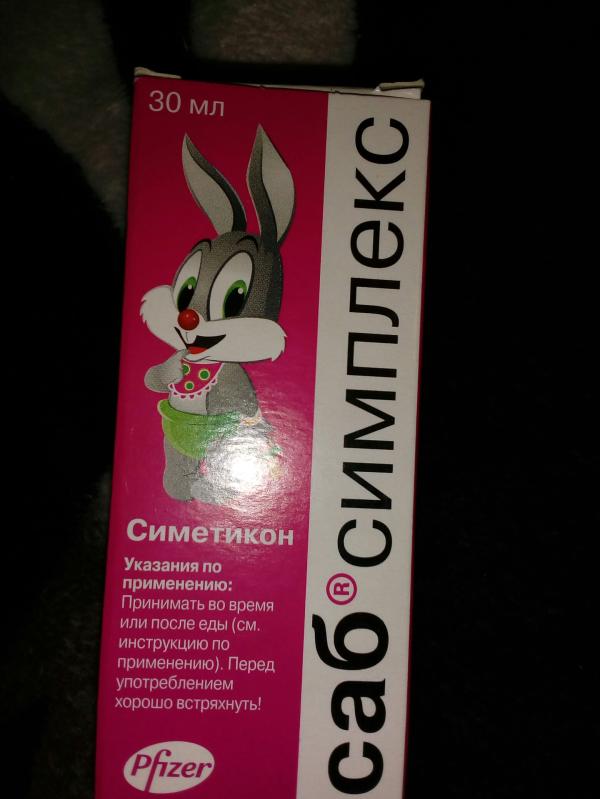 30 мл
Симетикон
Указания по
применению:
Принимать во время
или после еды (см.
инструкцию по
применению). Перед
употреблением
хорошо встряхнуть!
Pfizer
саб® симплекс